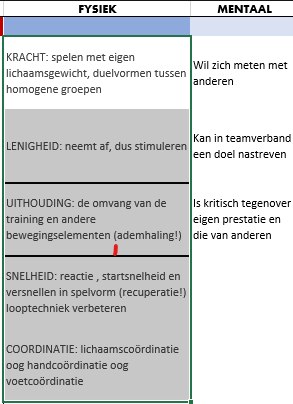 FYSIEK
MENTAAL
KRACHT: spelen met eigen
lichaamsgewicht, duelvormen tussen
homogene groepen
Wil zich meten met
anderen
LENIGHEID: neemt af, dus stimuleren
Kan in teamverband
een doel nastreven
UITHOUDING: de omvang van de
training en andere
bewegingselementen (ademhaling!)
Is kritisch tegenover
eigen prestatie en
die van anderen
SNELHEID: reactie , startsnelheid en
versnellen in spelvorm (recuperatie!)
looptechniek verbeteren
COORDINATIE: lichaamscoördinatie
oog handcoördinatie oog
voetcoördinatie